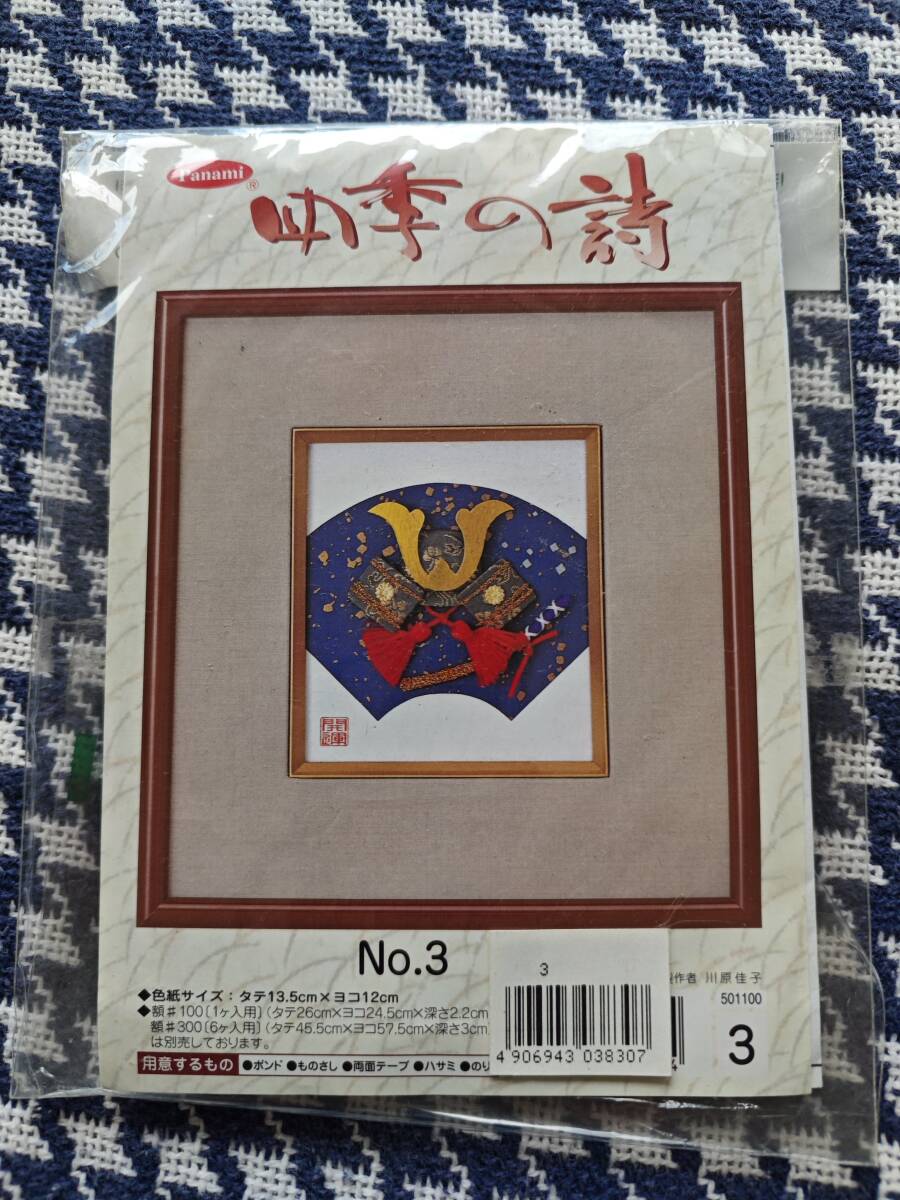 Panami®
四季の詩
開運
No.3
製作者 川原佳子
◆色紙サイズ：タテ13.5cm×ヨコ12cm
◆額♯100〔1ヶ入用〕(タテ26cm×ヨコ24.5cm×深さ2.2cm
額♯300〔6ヶ入用〕(タテ45.5cm×ヨコ57.5cm×深さ3cm)
は別売しております。
用意するもの ●ボンド ●ものさし ●両面テープ ●ハサミ ●のり
3
4 906943 038307
501100
3